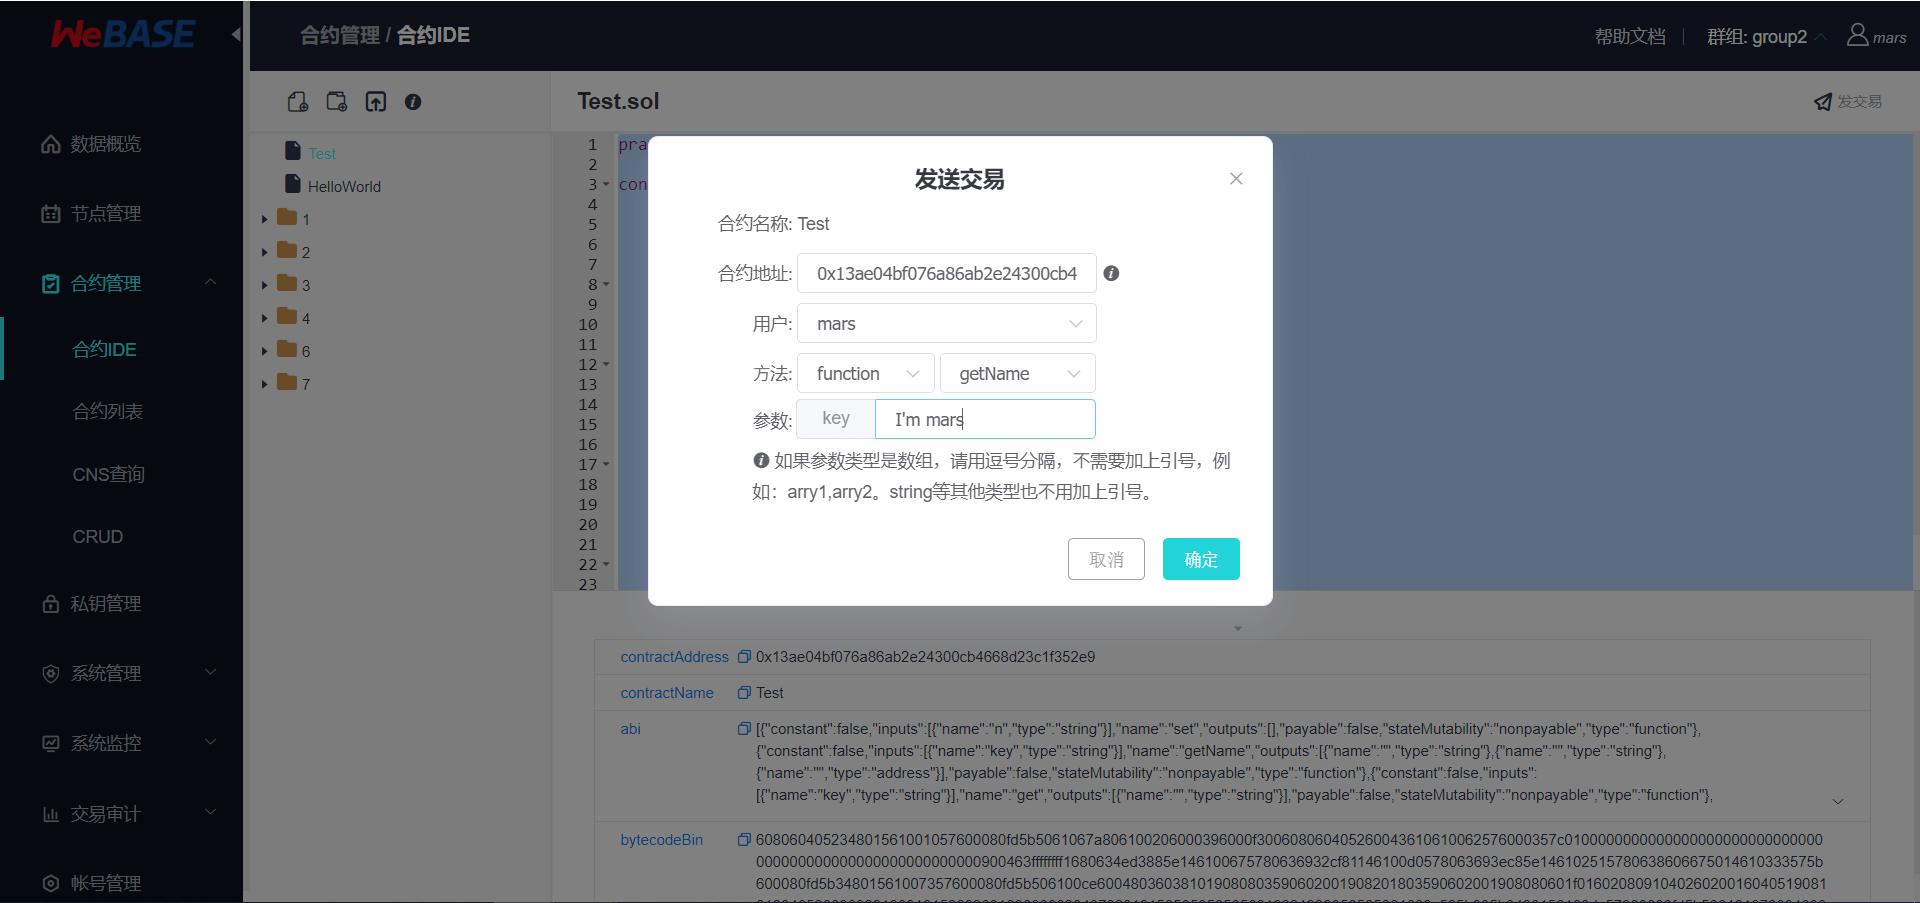 WeBASE
合约管理 / 合约IDE
帮助文档
群组: group2
mars
数据概览
节点管理
合约管理
合约IDE
合约列表
CNS查询
CRUD
私钥管理
系统管理
系统监控
交易审计
帐号管理
Test
HelloWorld
1
2
3
4
6
7
Test.sol
发交易
1
2
3
4
5
6
7
8
9
10
11
12
13
14
15
16
17
18
19
20
21
22
23
pra
con
发送交易
合约名称: Test
合约地址: 0x13ae04bf076a86ab2e24300cb4
用户: mars
方法: function getName
参数: key I'm mars
如果参数类型是数组，请用逗号分隔，不需要加上引号，例
如：arry1,arry2。string等其他类型也不用加上引号。
取消 确定
contractAddress 0x13ae04bf076a86ab2e24300cb4668d23c1f352e9
contractName Test
abi [{"constant":false,"inputs":[{"name":"n","type":"string"}],"name":"set","outputs":[],"payable":false,"stateMutability":"nonpayable","type":"function"},
{"constant":false,"inputs":[{"name":"key","type":"string"}],"name":"getName","outputs":[{"name":"","type":"string"},{"name":"","type":"string"},
{"name":"","type":"address"}],"payable":false,"stateMutability":"nonpayable","type":"function"},{"constant":false,"inputs":
[{"name":"key","type":"string"}],"name":"get","outputs":[{"name":"","type":"string"}],"payable":false,"stateMutability":"nonpayable","type":"function"},
bytecodeBin